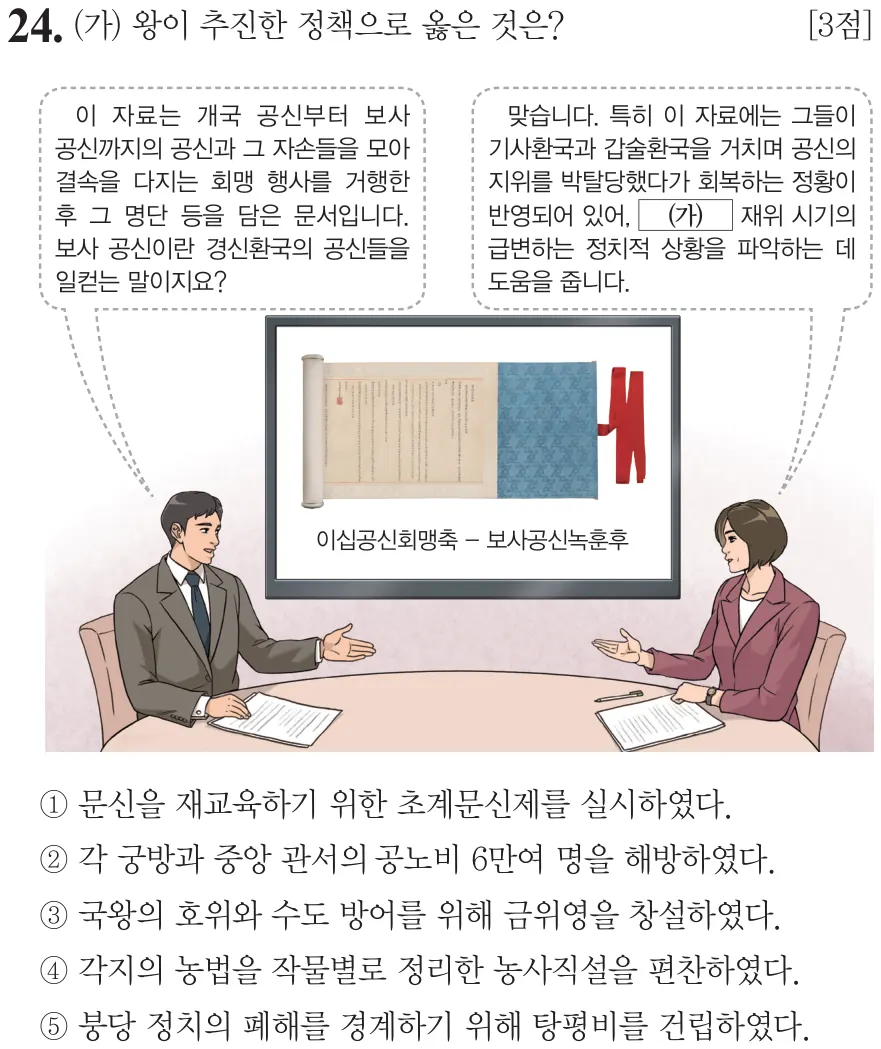 24. (가) 왕이 추진한 정책으로 옳은 것은? [3점]
이 자료는 개국 공신부터 보사
공신까지의 공신과 그 자손들을 모아
결속을 다지는 회맹 행사를 거행한
후 그 명단 등을 담은 문서입니다.
보사 공신이란 경신환국의 공신들을
일컫는 말이지요?
맞습니다. 특히 이 자료에는 그들이
기사환국과 갑술환국을 거치며 공신의
지위를 박탈당했다가 회복하는 정황이
반영되어 있어, (가) 재위 시기의
급변하는 정치적 상황을 파악하는 데
도움을 줍니다.
이십공신회맹축 – 보사공신녹훈후
① 문신을 재교육하기 위한 초계문신제를 실시하였다.
② 각 궁방과 중앙 관서의 공노비 6만여 명을 해방하였다.
③ 국왕의 호위와 수도 방어를 위해 금위영을 창설하였다.
④ 각지의 농법을 작물별로 정리한 농사직설을 편찬하였다.
⑤ 붕당 정치의 폐해를 경계하기 위해 탕평비를 건립하였다.